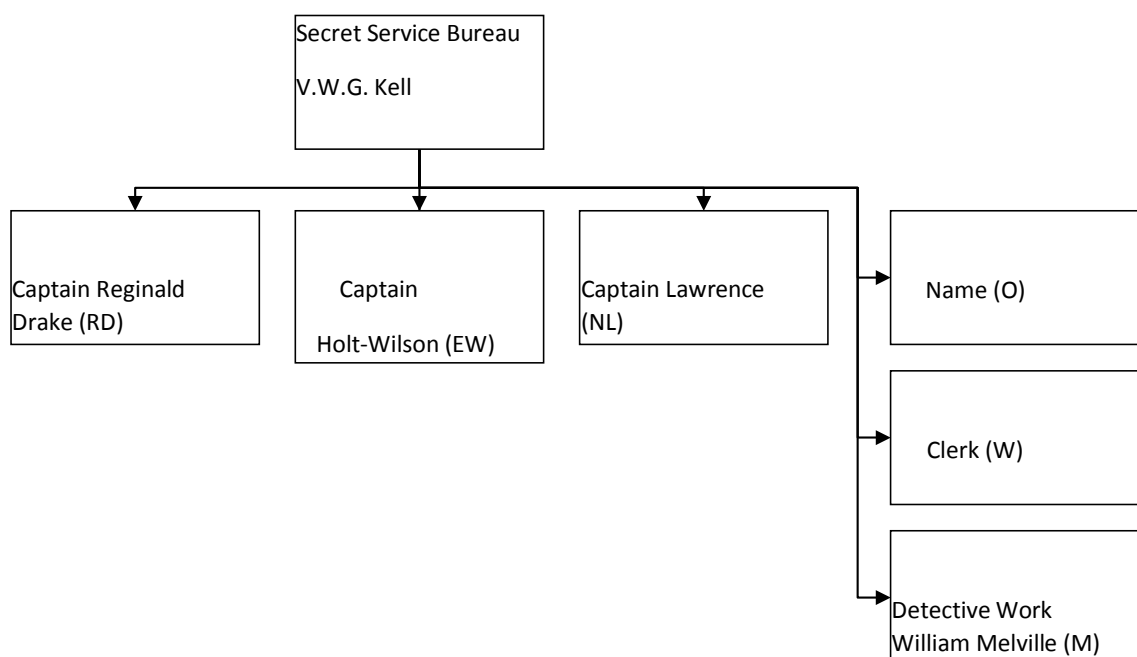 Secret Service Bureau
V.W.G. Kell
Captain Reginald
Drake (RD)
Captain
Holt-Wilson (EW)
Captain Lawrence
(NL)
Name (O)
Clerk (W)
Detective Work
William Melville (M)